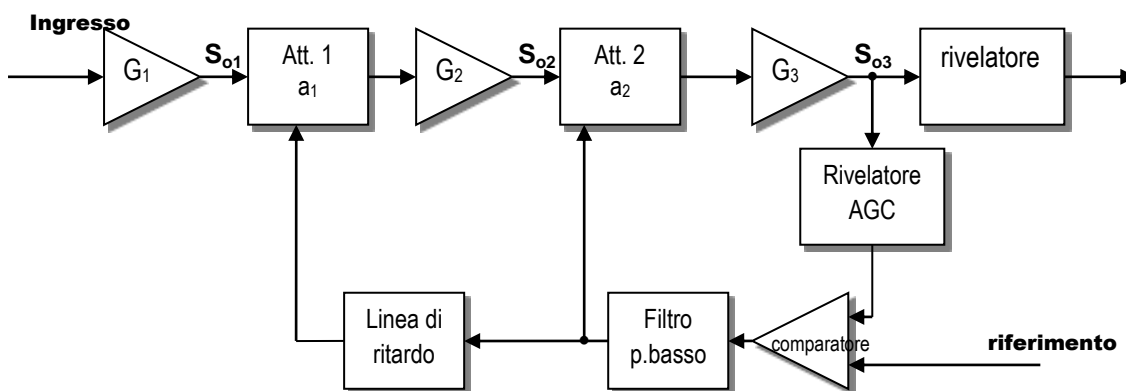 Ingresso
G₁
Sₒ₁
Att. 1
a₁
G₂
Sₒ₂
Att. 2
a₂
G₃
Sₒ₃
rivelatore
Rivelatore
AGC
Linea di
ritardo
Filtro
p.basso
comparatore
riferimento